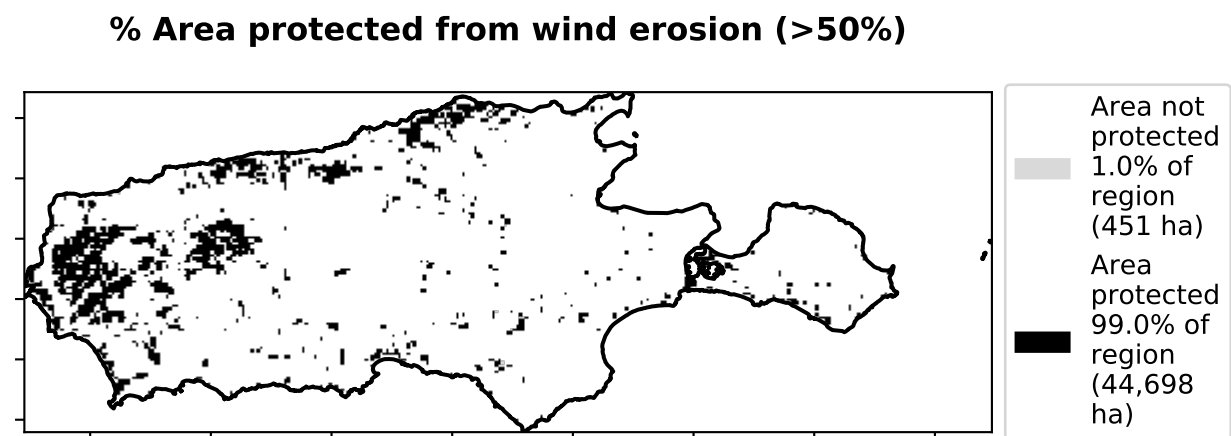 % Area protected from wind erosion (>50%)
Area not
protected
1.0% of
region
(451 ha)
Area
protected
99.0% of
region
(44,698
ha)